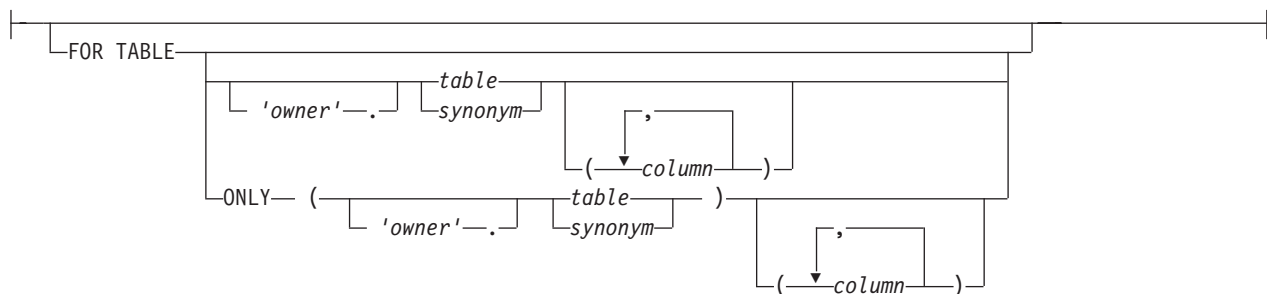 FOR TABLE
table
'owner' . synonym
,
( column )
ONLY ( table )
'owner' . synonym
,
( column )